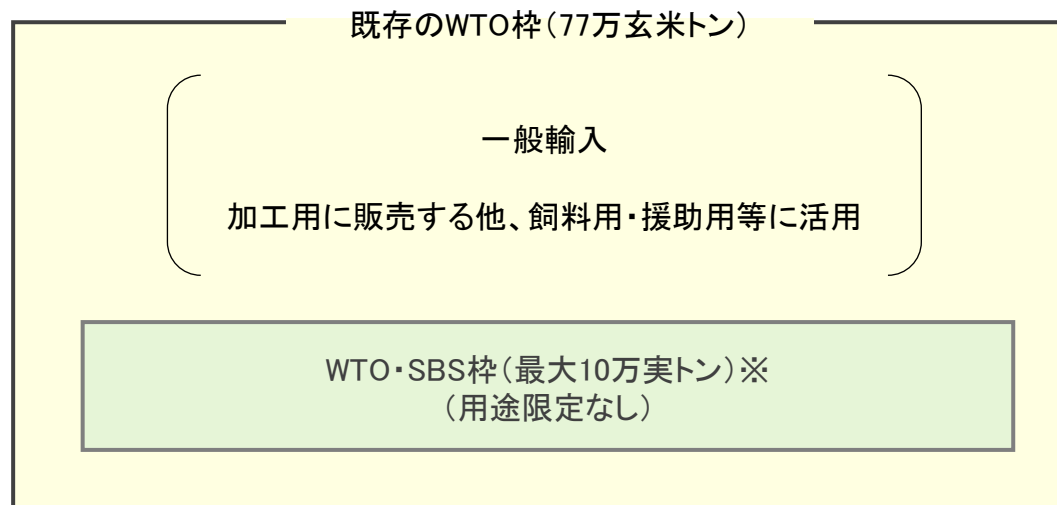 既存のWTO枠（77万玄米トン）
一般輸入
加工用に販売する他、飼料用・援助用等に活用
WTO・SBS枠（最大10万実トン）※
（用途限定なし）